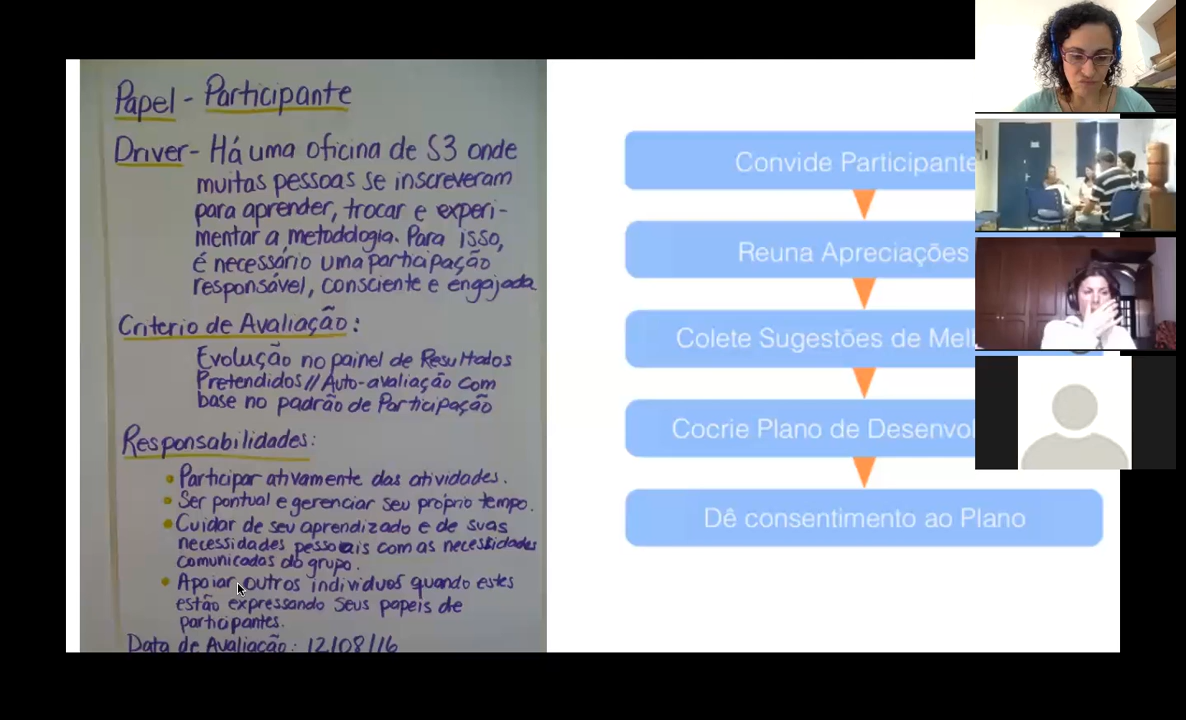 Papel - Participante
Driver - Há uma oficina de S3 onde
muitas pessoas se inscreveram
para aprender, trocar e experi-
mentar a metodologia. Para isso,
é necessário uma participação
responsável, consciente e engajada
Criterio de Avaliação:
Evolução no painel de Resultados
Pretendidos // Auto-avaliação com
base no padrão de Participação
Responsabilidades:
• Participar ativamente das atividades.
• Ser pontual e gerenciar seu próprio tempo.
• Cuidar de seu aprendizado e de suas
necessidades pessoais com as necessidades
comunicadas do grupo.
• Apoiar outros individuos quando estes
estão expressando seus papeis de
participantes.
Data de Avaliação: 12/08/16
Convide Participante
Reuna Apreciações
Colete Sugestões de Mel
Cocrie Plano de Desenvol
Dê consentimento ao Plano